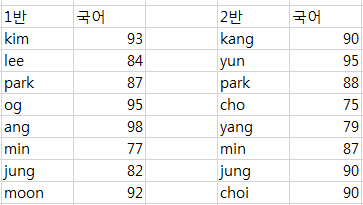 1반 국어 2반 국어
kim 93 kang 90
lee 84 yun 95
park 87 park 88
og 95 cho 75
ang 98 yang 79
min 77 min 87
jung 82 jung 90
moon 92 choi 90